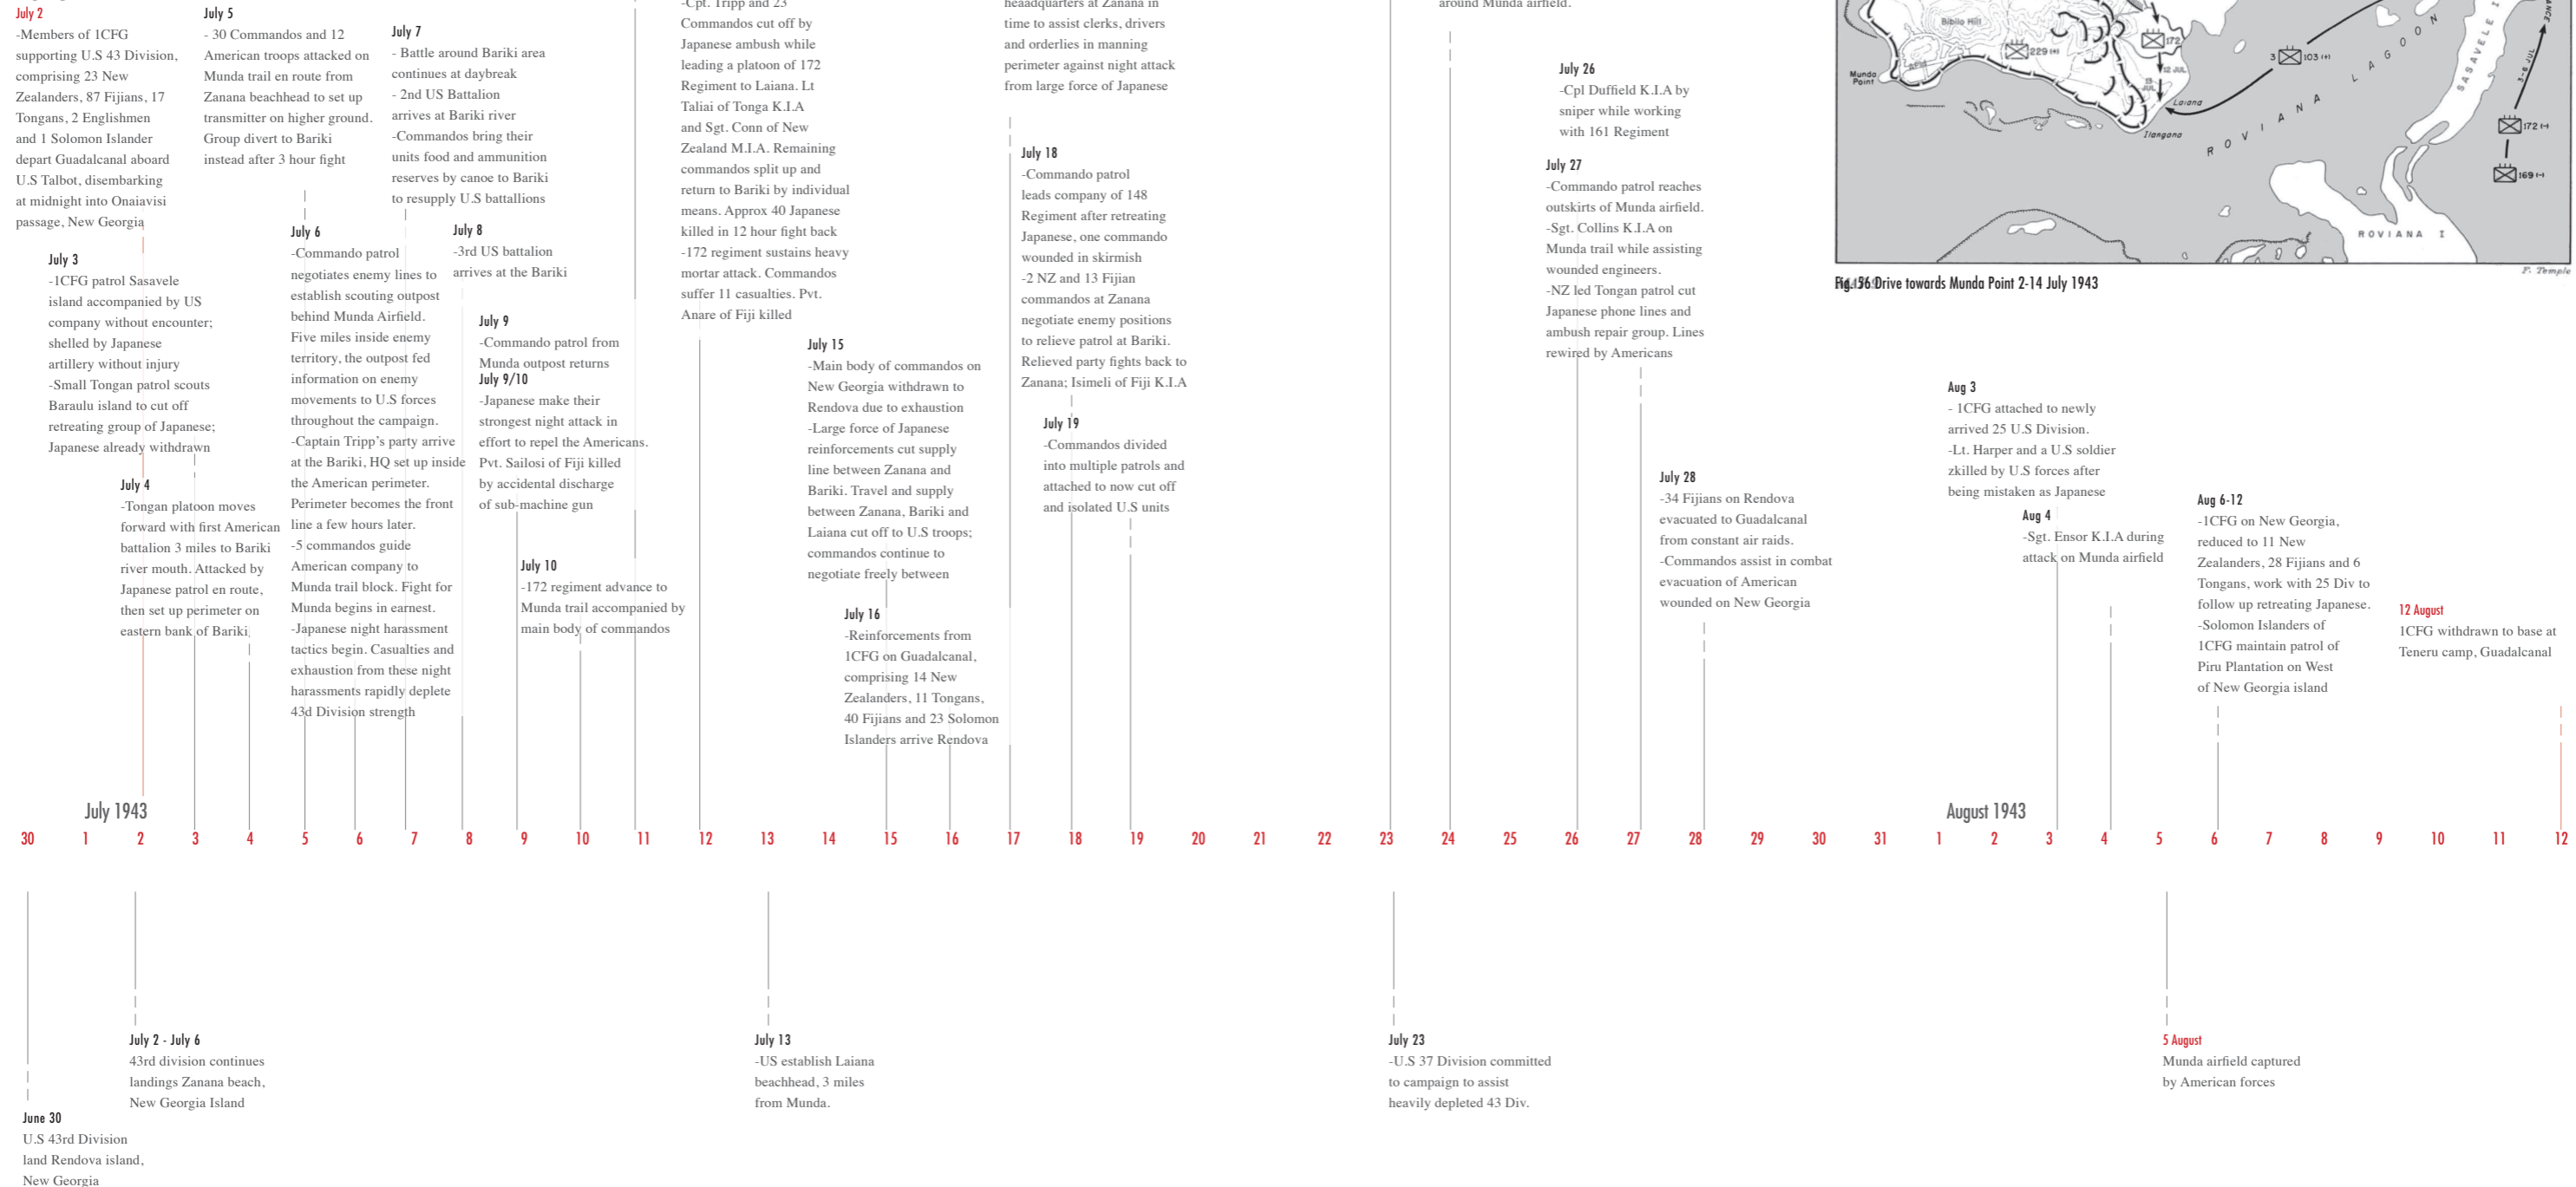 July 2
-Members of 1CFG
supporting U.S 43 Division,
comprising 23 New
Zealanders, 87 Fijians, 17
Tongans, 2 Englishmen
and 1 Solomon Islander
depart Guadalcanal aboard
U.S Talbot, disembarking
at midnight into Onaiavisi
passage, New Georgia
July 3
-1CFG patrol Sasavele
island accompanied by US
company without encounter;
shelled by Japanese
artillery without injury
-Small Tongan patrol scouts
Baraulu island to cut off
retreating group of Japanese;
Japanese already withdrawn
July 4
-Tongan platoon moves
forward with first American
battalion 3 miles to Bariki
river mouth. Attacked by
Japanese patrol en route,
then set up perimeter on
eastern bank of Bariki
July 5
- 30 Commandos and 12
American troops attacked on
Munda trail en route from
Zanana beachhead to set up
transmitter on higher ground.
Group divert to Bariki
instead after 3 hour fight
July 6
-Commando patrol
negotiates enemy lines to
establish scouting outpost
behind Munda Airfield.
Five miles inside enemy
territory, the outpost fed
information on enemy
movements to U.S forces
throughout the campaign.
-Captain Tripp's party arrive
at the Bariki, HQ set up inside
the American perimeter.
Perimeter becomes the front
line a few hours later.
-5 commandos guide
American company to
Munda trail block. Fight for
Munda begins in earnest.
-Japanese night harassment
tactics begin. Casualties and
exhaustion from these night
harassments rapidly deplete
43d Division strength
July 7
- Battle around Bariki area
continues at daybreak
- 2nd US Battalion
arrives at Bariki river
-Commandos bring their
units food and ammunition
reserves by canoe to Bariki
to resupply U.S battallions
July 8
-3rd US battalion
arrives at the Bariki
July 9
-Commando patrol from
Munda outpost returns
July 9/10
-Japanese make their
strongest night attack in
effort to repel the Americans.
Pvt. Sailosi of Fiji killed
by accidental discharge
of sub-machine gun
July 10
-172 regiment advance to
Munda trail accompanied by
main body of commandos
-Cpt. Tripp and 23
Commandos cut off by
Japanese ambush while
leading a platoon of 172
Regiment to Laiana. Lt
Taliai of Tonga K.I.A
and Sgt. Conn of New
Zealand M.I.A. Remaining
commandos split up and
return to Bariki by individual
means. Approx 40 Japanese
killed in 12 hour fight back
-172 regiment sustains heavy
mortar attack. Commandos
suffer 11 casualties. Pvt.
Anare of Fiji killed
July 15
-Main body of commandos on
New Georgia withdrawn to
Rendova due to exhaustion
-Large force of Japanese
reinforcements cut supply
line between Zanana and
Bariki. Travel and supply
between Zanana, Bariki and
Laiana cut off to U.S troops;
commandos continue to
negotiate freely between
July 16
-Reinforcements from
1CFG on Guadalcanal,
comprising 14 New
Zealanders, 11 Tongans,
40 Fijians and 23 Solomon
Islanders arrive Rendova
headquarters at Zanana in
time to assist clerks, drivers
and orderlies in manning
perimeter against night attack
from large force of Japanese
July 18
-Commando patrol
leads company of 148
Regiment after retreating
Japanese, one commando
wounded in skirmish
-2 NZ and 13 Fijian
commandos at Zanana
negotiate enemy positions
to relieve patrol at Bariki.
Relieved party fights back to
Zanana; Isimeli of Fiji K.I.A
July 19
-Commandos divided
into multiple patrols and
attached to now cut off
and isolated U.S units
around Munda airfield.
July 26
-Cpl Duffield K.I.A by
sniper while working
with 161 Regiment
July 27
-Commando patrol reaches
outskirts of Munda airfield.
-Sgt. Collins K.I.A on
Munda trail while assisting
wounded engineers.
-NZ led Tongan patrol cut
Japanese phone lines and
ambush repair group. Lines
rewired by Americans
July 28
-34 Fijians on Rendova
evacuated to Guadalcanal
from constant air raids.
-Commandos assist in combat
evacuation of American
wounded on New Georgia
Bibilo Hill
229 (+)
172
Munda
Point
12 JUL
13
JUL
Laiana
Ilangana
3 103 (+)
ROVIANA LAGOON
SASAVELE I
3-6 JUL
172 (-)
169 (-)
ROVIANA I
F. Temple
Drive towards Munda Point 2-14 July 1943
Aug 3
- 1CFG attached to newly
arrived 25 U.S Division.
-Lt. Harper and a U.S soldier
zkilled by U.S forces after
being mistaken as Japanese
Aug 4
-Sgt. Ensor K.I.A during
attack on Munda airfield
Aug 6-12
-1CFG on New Georgia,
reduced to 11 New
Zealanders, 28 Fijians and 6
Tongans, work with 25 Div to
follow up retreating Japanese.
-Solomon Islanders of
1CFG maintain patrol of
Piru Plantation on West
of New Georgia island
12 August
1CFG withdrawn to base at
Teneru camp, Guadalcanal
July 1943
August 1943
30 1 2 3 4 5 6 7 8 9 10 11 12 13 14 15 16 17 18 19 20 21 22 23 24 25 26 27 28 29 30 31 1 2 3 4 5 6 7 8 9 10 11 12
June 30
U.S 43rd Division
land Rendova island,
New Georgia
July 2 - July 6
43rd division continues
landings Zanana beach,
New Georgia Island
July 13
-US establish Laiana
beachhead, 3 miles
from Munda.
July 23
-U.S 37 Division committed
to campaign to assist
heavily depleted 43 Div.
5 August
Munda airfield captured
by American forces